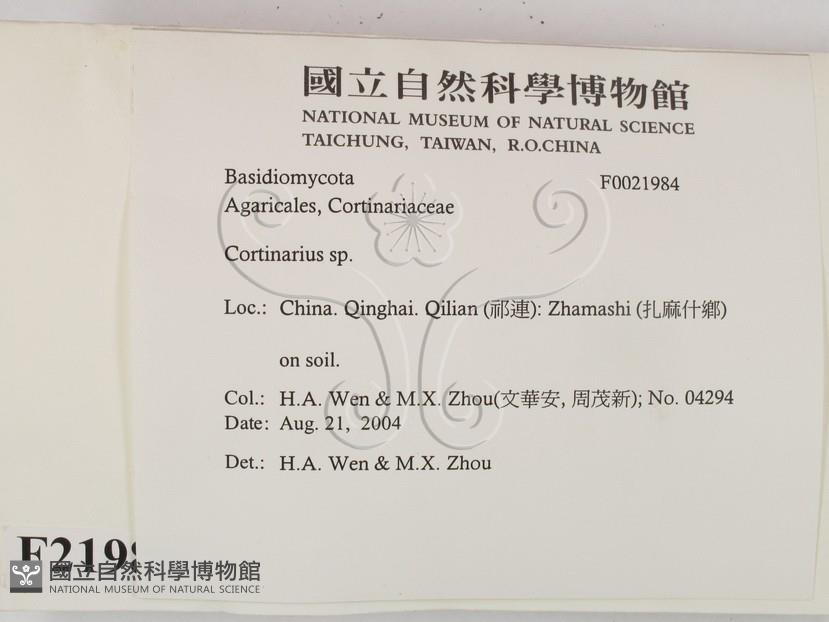 國立自然科學博物館
NATIONAL MUSEUM OF NATURAL SCIENCE
TAICHUNG, TAIWAN, R.O.CHINA
Basidiomycota F0021984
Agaricales, Cortinariaceae
Cortinarius sp.
Loc.: China. Qinghai. Qilian (祁連): Zhamashi (扎麻什鄉)
on soil.
Col.: H.A. Wen & M.X. Zhou(文華安, 周茂新); No. 04294
Date: Aug. 21, 2004
Det.: H.A. Wen & M.X. Zhou
國立自然科學博物館
NATIONAL MUSEUM OF NATURAL SCIENCE